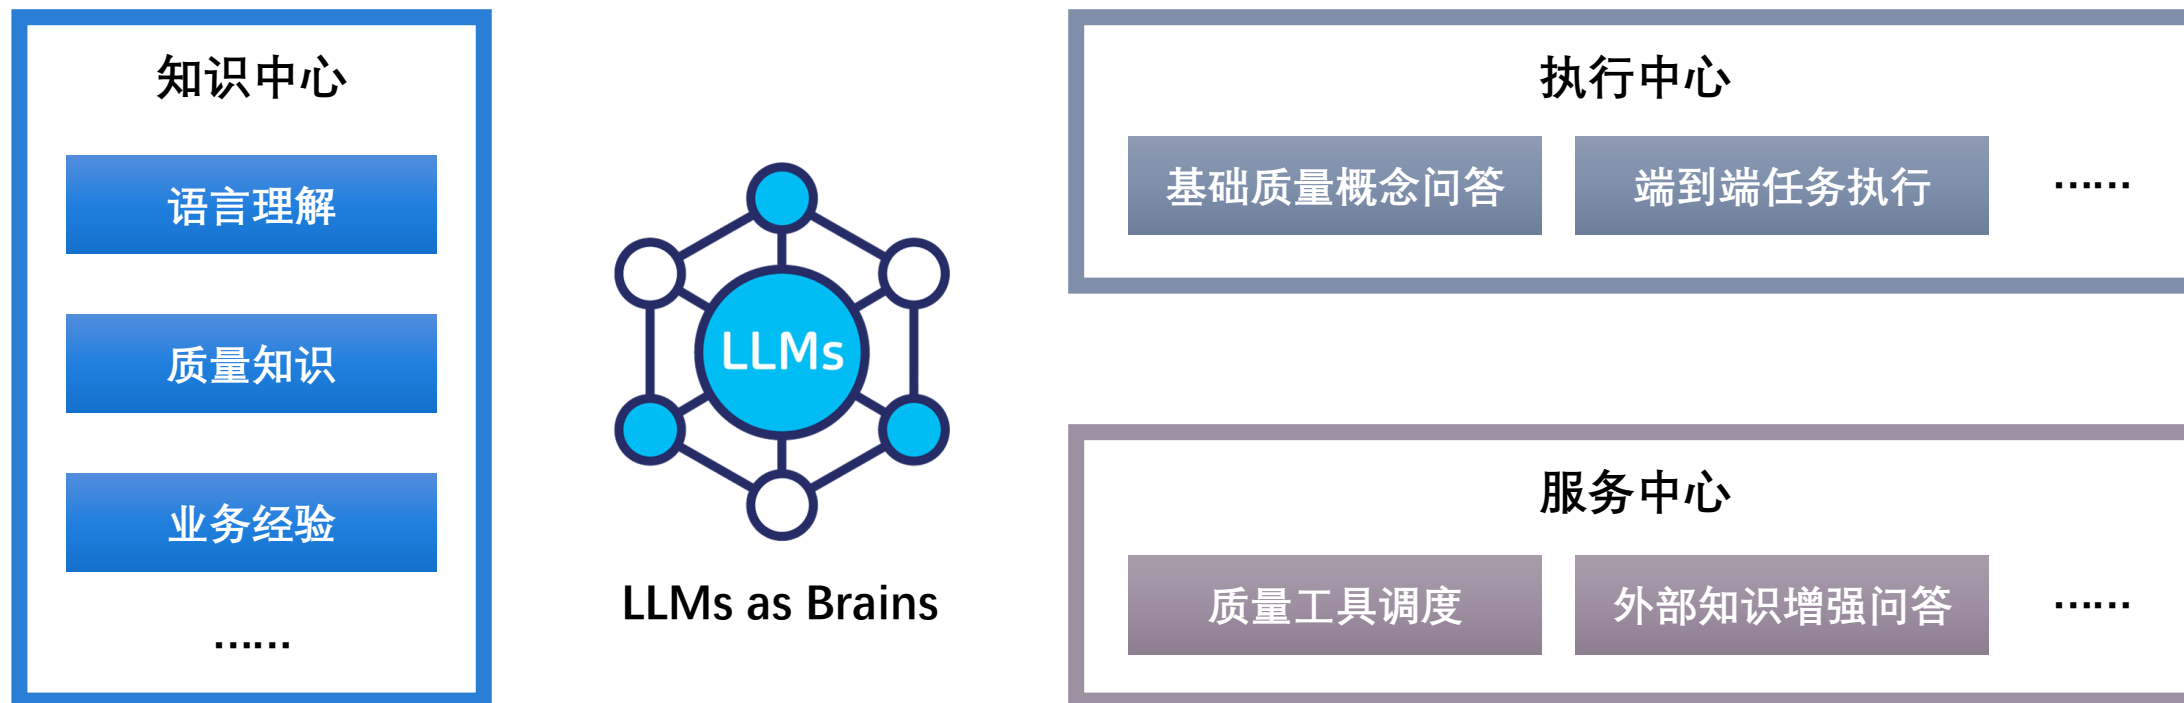 知识中心
语言理解
质量知识
业务经验
……
LLMs
LLMs as Brains
执行中心
基础质量概念问答
端到端任务执行
……
服务中心
质量工具调度
外部知识增强问答
……